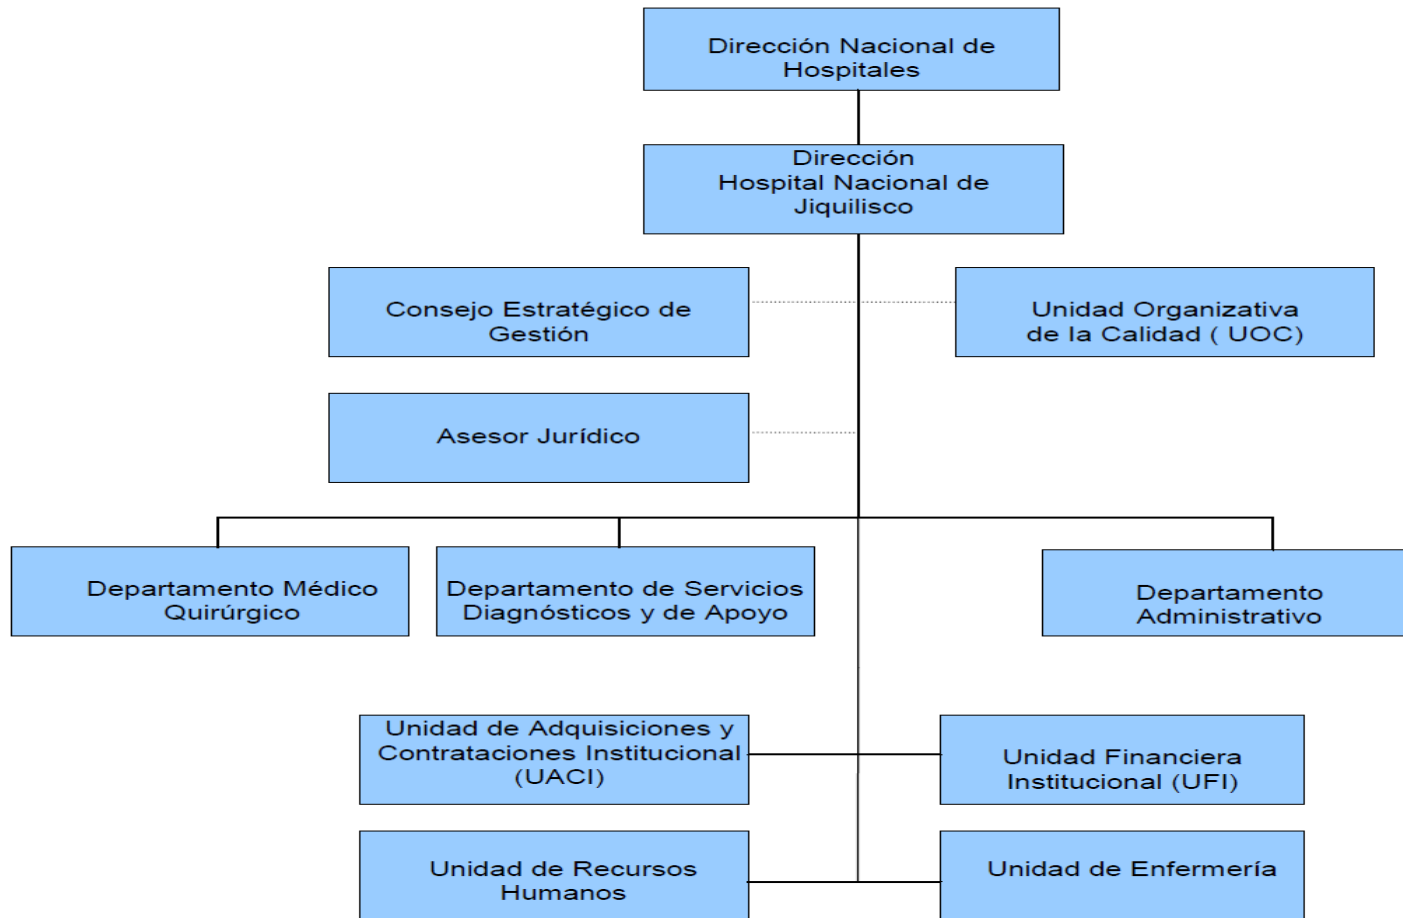 Dirección Nacional de
Hospitales
Dirección
Hospital Nacional de
Jiquilisco
Consejo Estratégico de
Gestión
Unidad Organizativa
de la Calidad ( UOC)
Asesor Jurídico
Departamento Médico
Quirúrgico
Departamento de Servicios
Diagnósticos y de Apoyo
Departamento
Administrativo
Unidad de Adquisiciones y
Contrataciones Institucional
(UACI)
Unidad Financiera
Institucional (UFI)
Unidad de Recursos
Humanos
Unidad de Enfermería